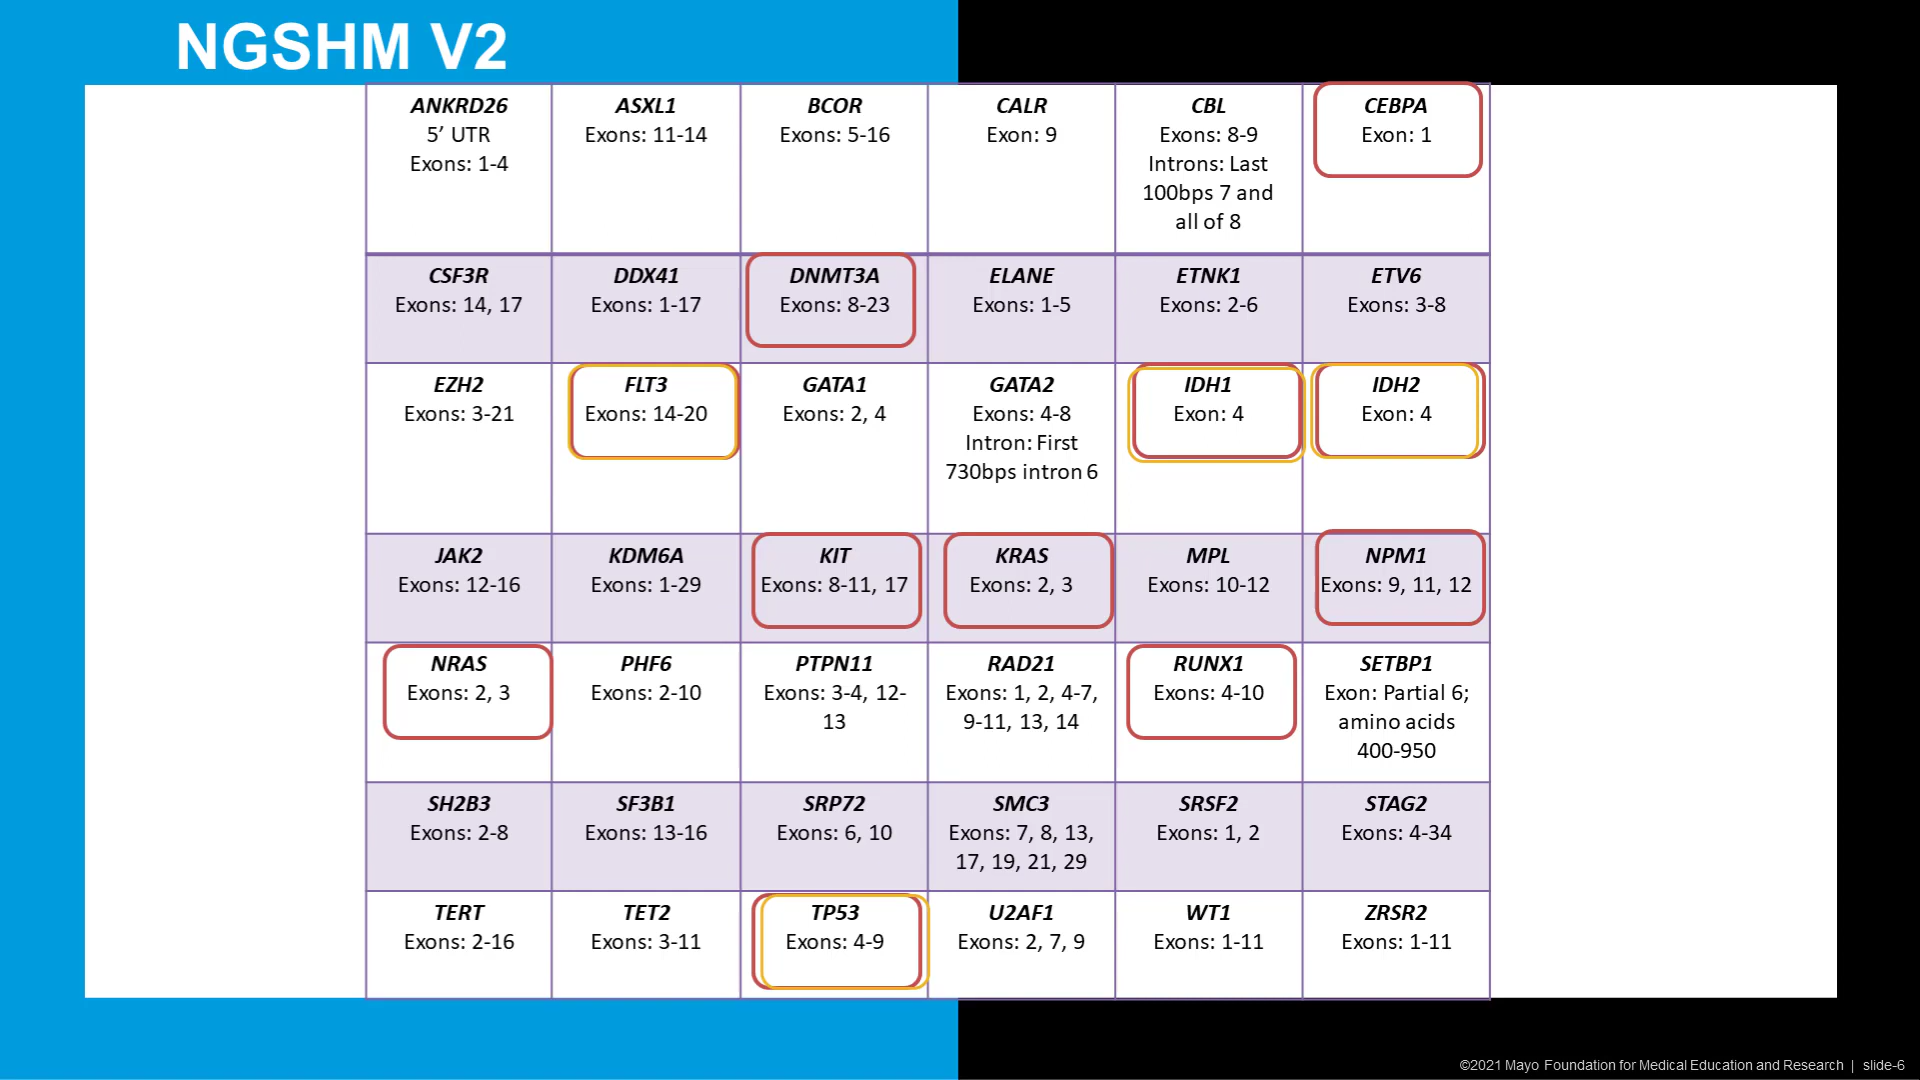 NGSHM V2
ANKRD26
5’ UTR
Exons: 1-4
ASXL1
Exons: 11-14
BCOR
Exons: 5-16
CALR
Exon: 9
CBL
Exons: 8-9
Introns: Last
100bps 7 and
all of 8
CEBPA
Exon: 1
CSF3R
Exons: 14, 17
DDX41
Exons: 1-17
DNMT3A
Exons: 8-23
ELANE
Exons: 1-5
ETNK1
Exons: 2-6
ETV6
Exons: 3-8
EZH2
Exons: 3-21
FLT3
Exons: 14-20
GATA1
Exons: 2, 4
GATA2
Exons: 4-8
Intron: First
730bps intron 6
IDH1
Exon: 4
IDH2
Exon: 4
JAK2
Exons: 12-16
KDM6A
Exons: 1-29
KIT
Exons: 8-11, 17
KRAS
Exons: 2, 3
MPL
Exons: 10-12
NPM1
Exons: 9, 11, 12
NRAS
Exons: 2, 3
PHF6
Exons: 2-10
PTPN11
Exons: 3-4, 12-
13
RAD21
Exons: 1, 2, 4-7,
9-11, 13, 14
RUNX1
Exons: 4-10
SETBP1
Exon: Partial 6;
amino acids
400-950
SH2B3
Exons: 2-8
SF3B1
Exons: 13-16
SRP72
Exons: 6, 10
SMC3
Exons: 7, 8, 13,
17, 19, 21, 29
SRSF2
Exons: 1, 2
STAG2
Exons: 4-34
TERT
Exons: 2-16
TET2
Exons: 3-11
TP53
Exons: 4-9
U2AF1
Exons: 2, 7, 9
WT1
Exons: 1-11
ZRSR2
Exons: 1-11
©2021 Mayo Foundation for Medical Education and Research | slide-6